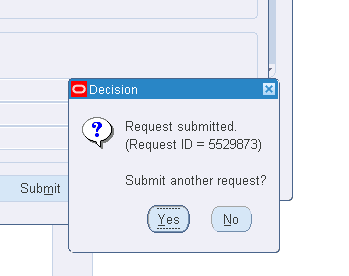 Decision
?
Request submitted.
(Request ID = 5529873)
Submit another request?
Submit
Yes
No